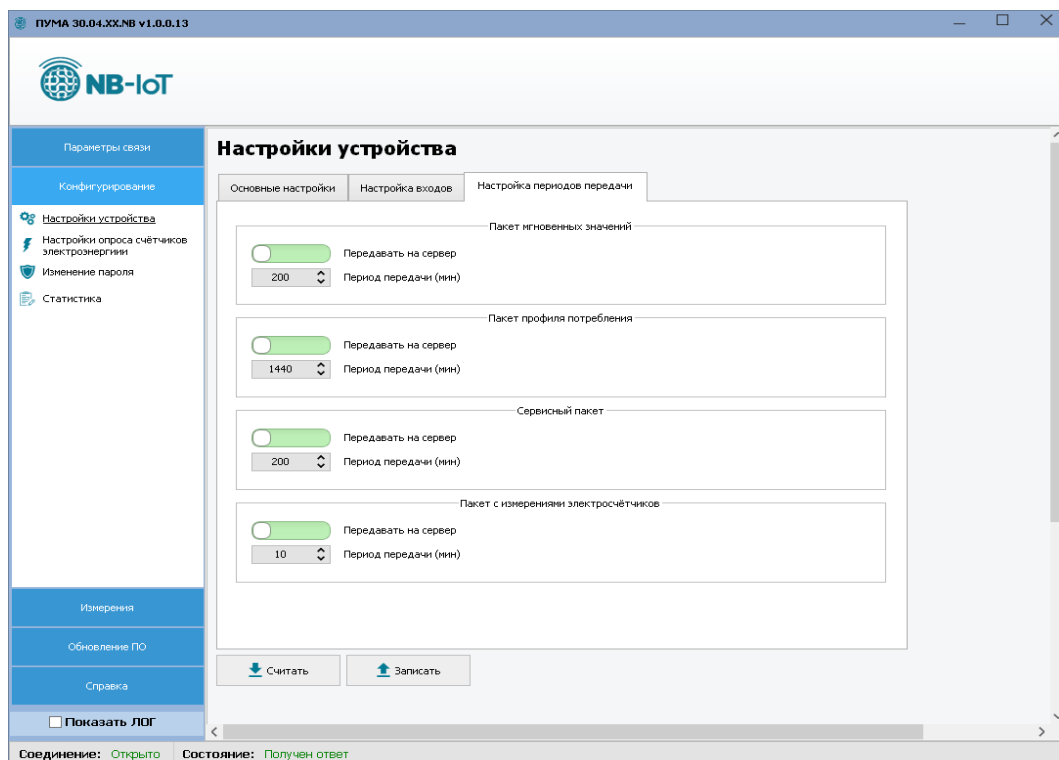 ПУМА 30.04.XX.NB v1.0.0.13
NB-IoT
Параметры связи
Конфигурирование
Настройки устройства
Настройки опроса счётчиков
электроэнергиии
Изменение пароля
Статистика
Измерения
Обновление ПО
Справка
Показать ЛОГ
Настройки устройства
Основные настройки
Настройка входов
Настройка периодов передачи
Пакет мгновенных значений
Передавать на сервер
200
Период передачи (мин)
Пакет профиля потребления
Передавать на сервер
1440
Период передачи (мин)
Сервисный пакет
Передавать на сервер
200
Период передачи (мин)
Пакет с измерениями электросчётчиков
Передавать на сервер
10
Период передачи (мин)
Считать
Записать
Соединение: Открыто
Состояние: Получен ответ